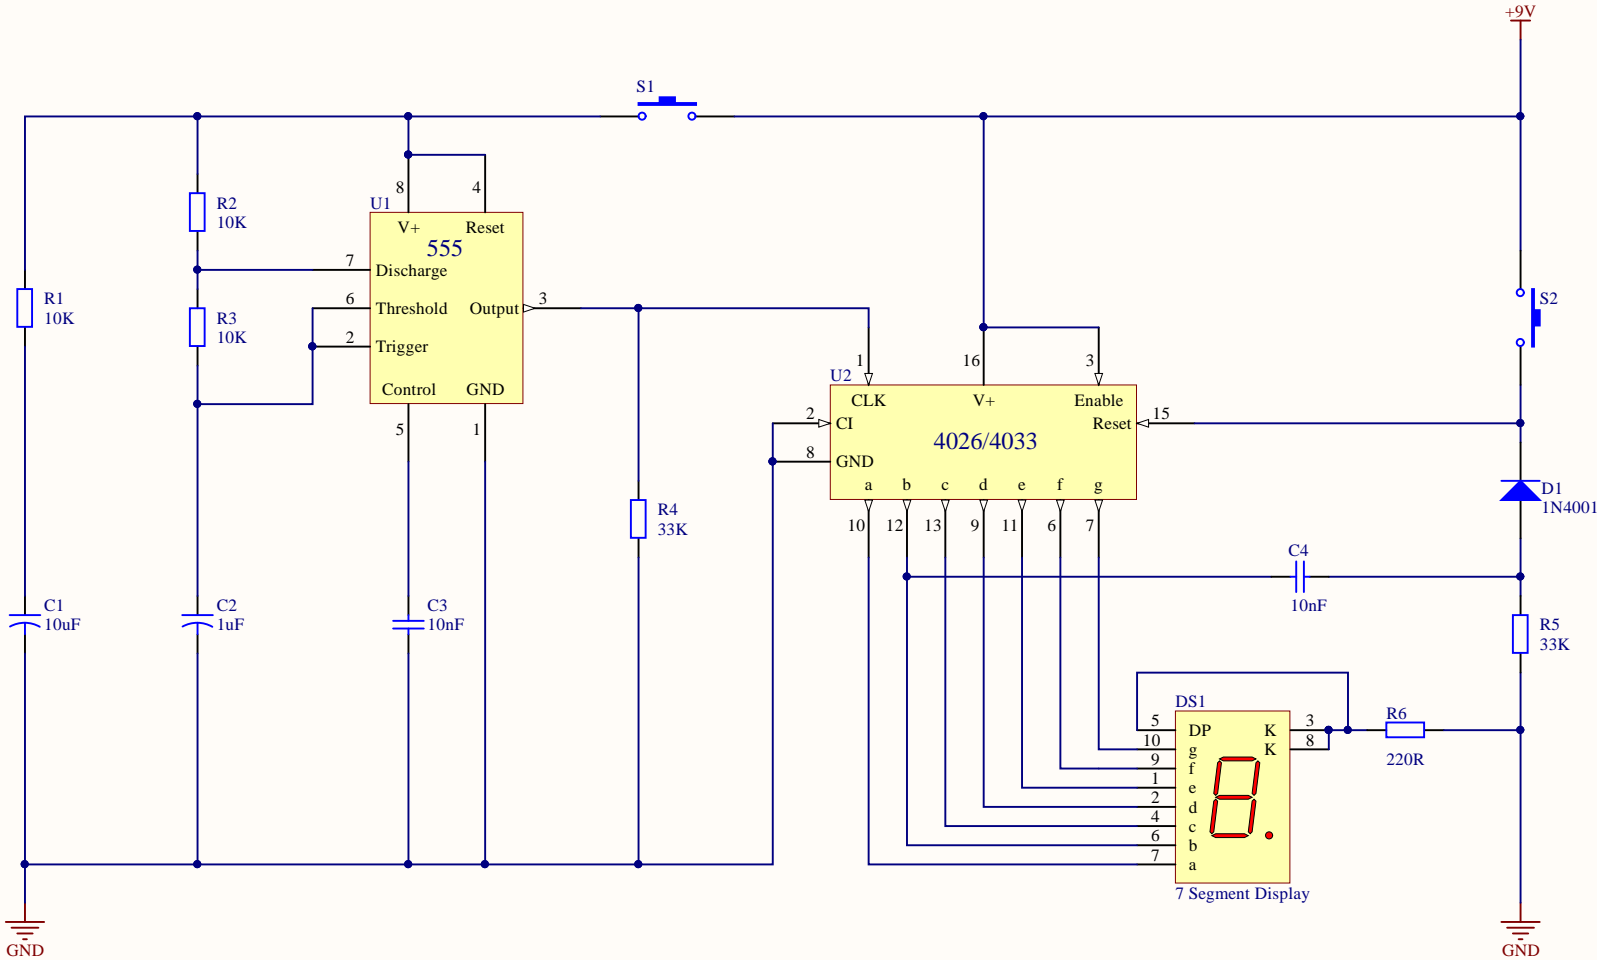 +9V
S1
8
4
U1
V+
Reset
555
R2
10K
7
Discharge
R1
10K
6
Threshold
Output
3
R3
10K
2
Trigger
Control
GND
5
1
S2
1
16
3
U2
CLK
V+
Enable
2
CI
Reset
15
4026/4033
8
GND
a
b
c
d
e
f
g
10
12
13
9
11
6
7
D1
1N4001
R4
33K
C4
10nF
C1
10uF
C2
1uF
C3
10nF
R5
33K
DS1
5
DP
K
3
10
g
K
8
9
f
1
e
2
d
4
c
6
b
7
a
R6
220R
7 Segment Display
GND
GND